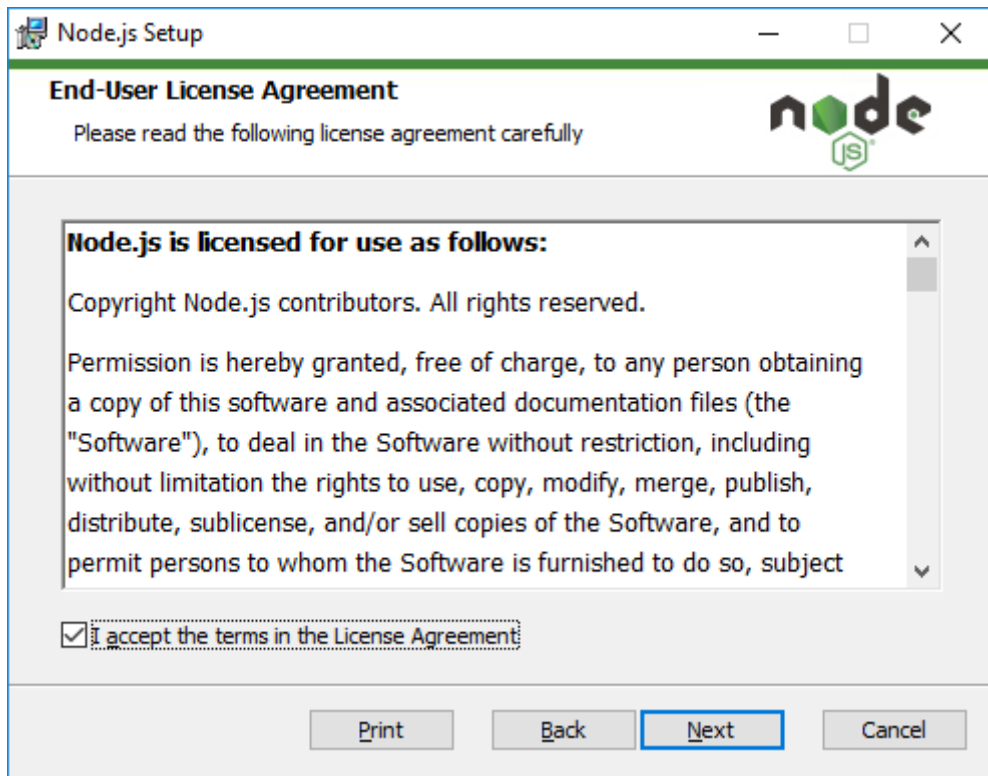 Node.js Setup
End-User License Agreement
Please read the following license agreement carefully
node
JS
Node.js is licensed for use as follows:
Copyright Node.js contributors. All rights reserved.
Permission is hereby granted, free of charge, to any person obtaining
a copy of this software and associated documentation files (the
"Software"), to deal in the Software without restriction, including
without limitation the rights to use, copy, modify, merge, publish,
distribute, sublicense, and/or sell copies of the Software, and to
permit persons to whom the Software is furnished to do so, subject
I accept the terms in the License Agreement
Print
Back
Next
Cancel